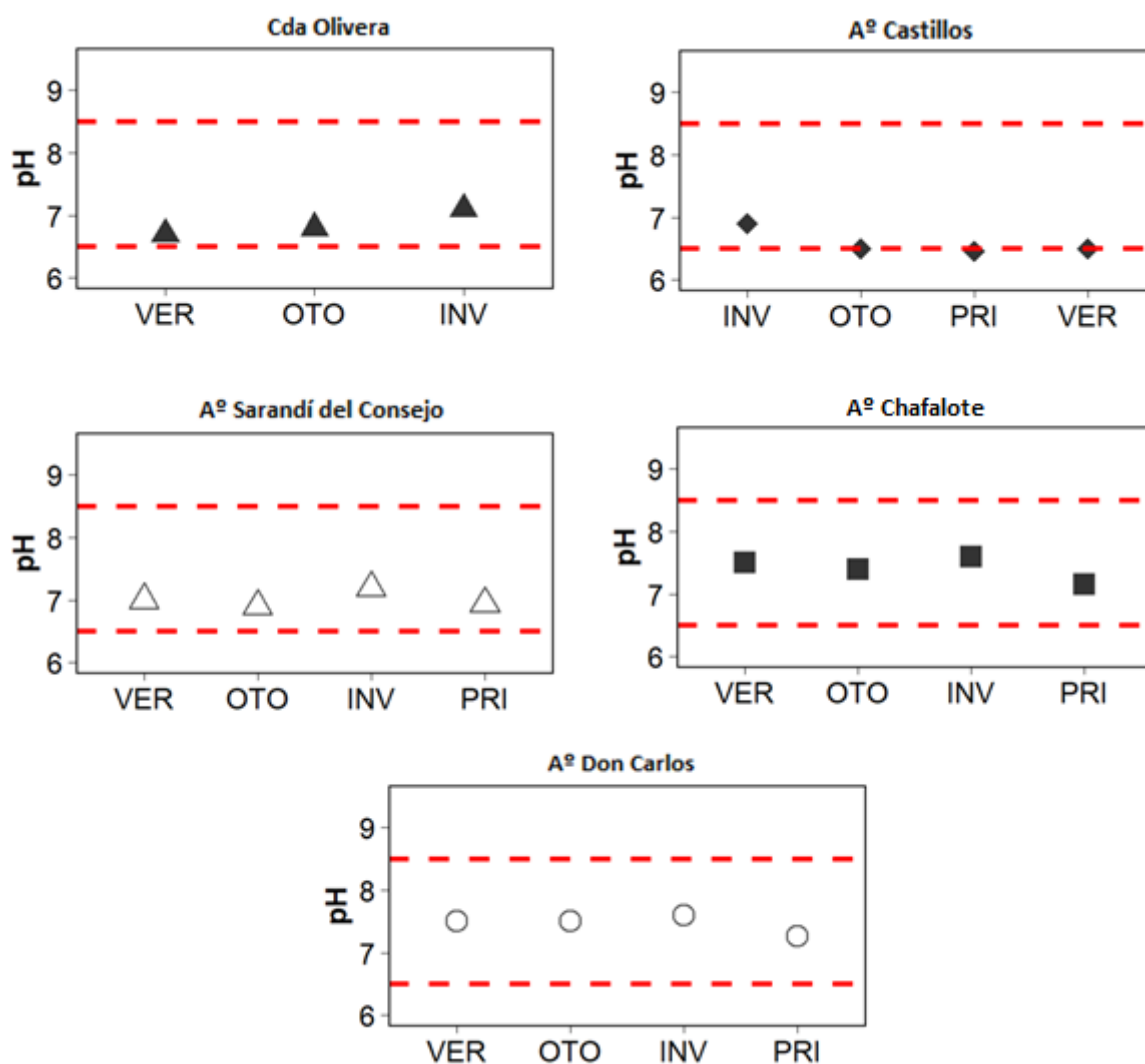 Cda Olivera
9
8
7
6
pH
VER OTO INV
Aº Castillos
9
8
7
6
pH
INV OTO PRI VER
Aº Sarandí del Consejo
9
8
7
6
pH
VER OTO INV PRI
Aº Chafalote
9
8
7
6
pH
VER OTO INV PRI
Aº Don Carlos
9
8
7
6
pH
VER OTO INV PRI